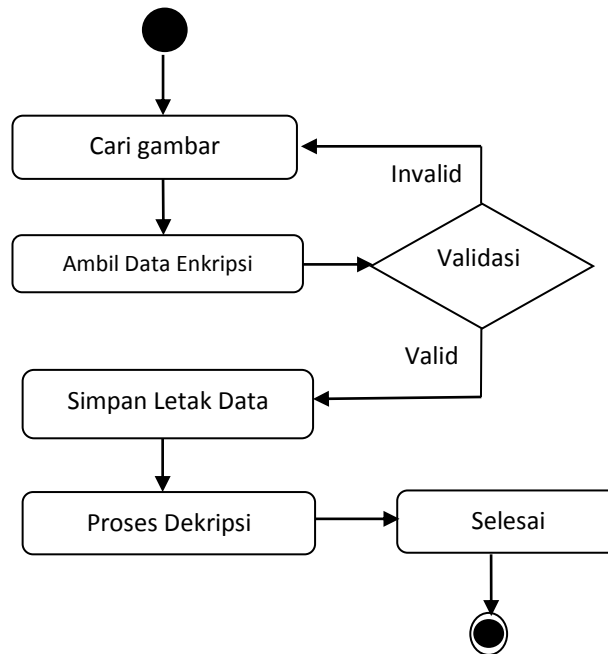 Cari gambar
Invalid
Ambil Data Enkripsi
Validasi
Valid
Simpan Letak Data
Proses Dekripsi
Selesai